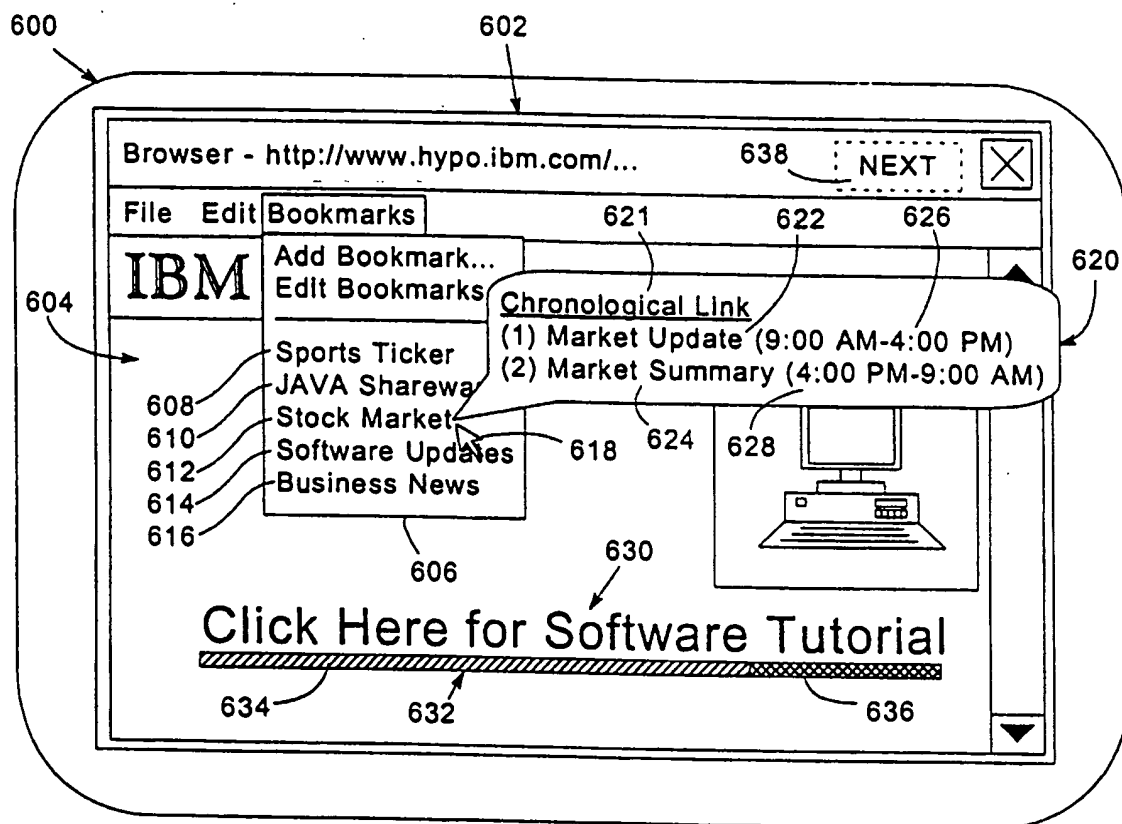 600
602
Browser - http://www.hypo.ibm.com/...
638
NEXT
File Edit Bookmarks
621
622
626
IBM
Add Bookmark...
Edit Bookmarks
620
604
Chronological Link
(1) Market Update (9:00 AM-4:00 PM)
(2) Market Summary (4:00 PM-9:00 AM)
608
Sports Ticker
610
JAVA Sharewa
612
Stock Market
618
624
628
614
Software Updates
616
Business News
606
630
Click Here for Software Tutorial
634
632
636